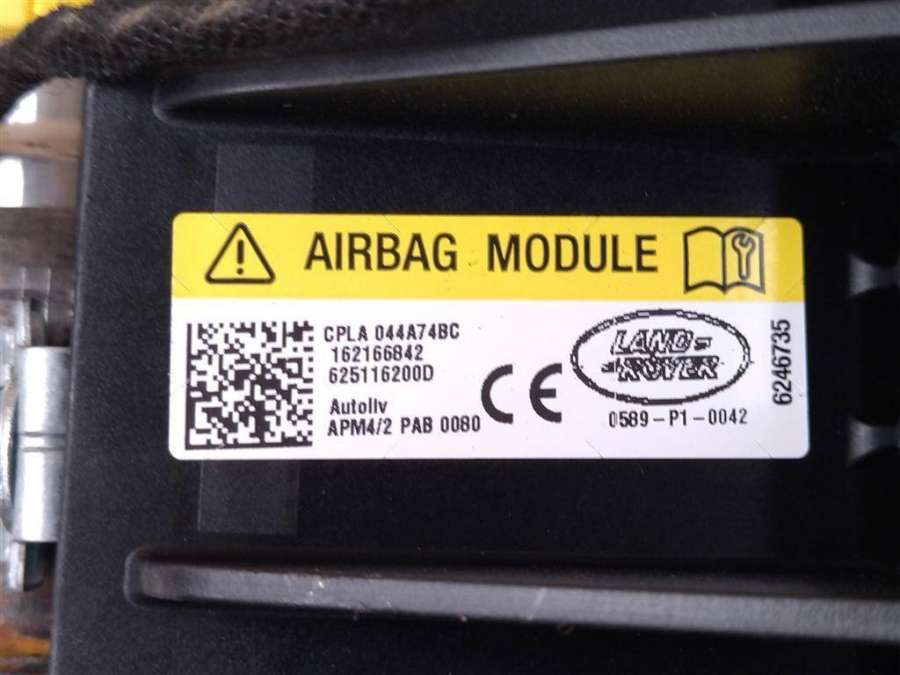 AIRBAG MODULE
CPLA 044A74BC
162166842
625116200D
Autoliv
APM4/2 PAB 0080
CE
LAND-
-ROVER
0589-P1-0042
6246735